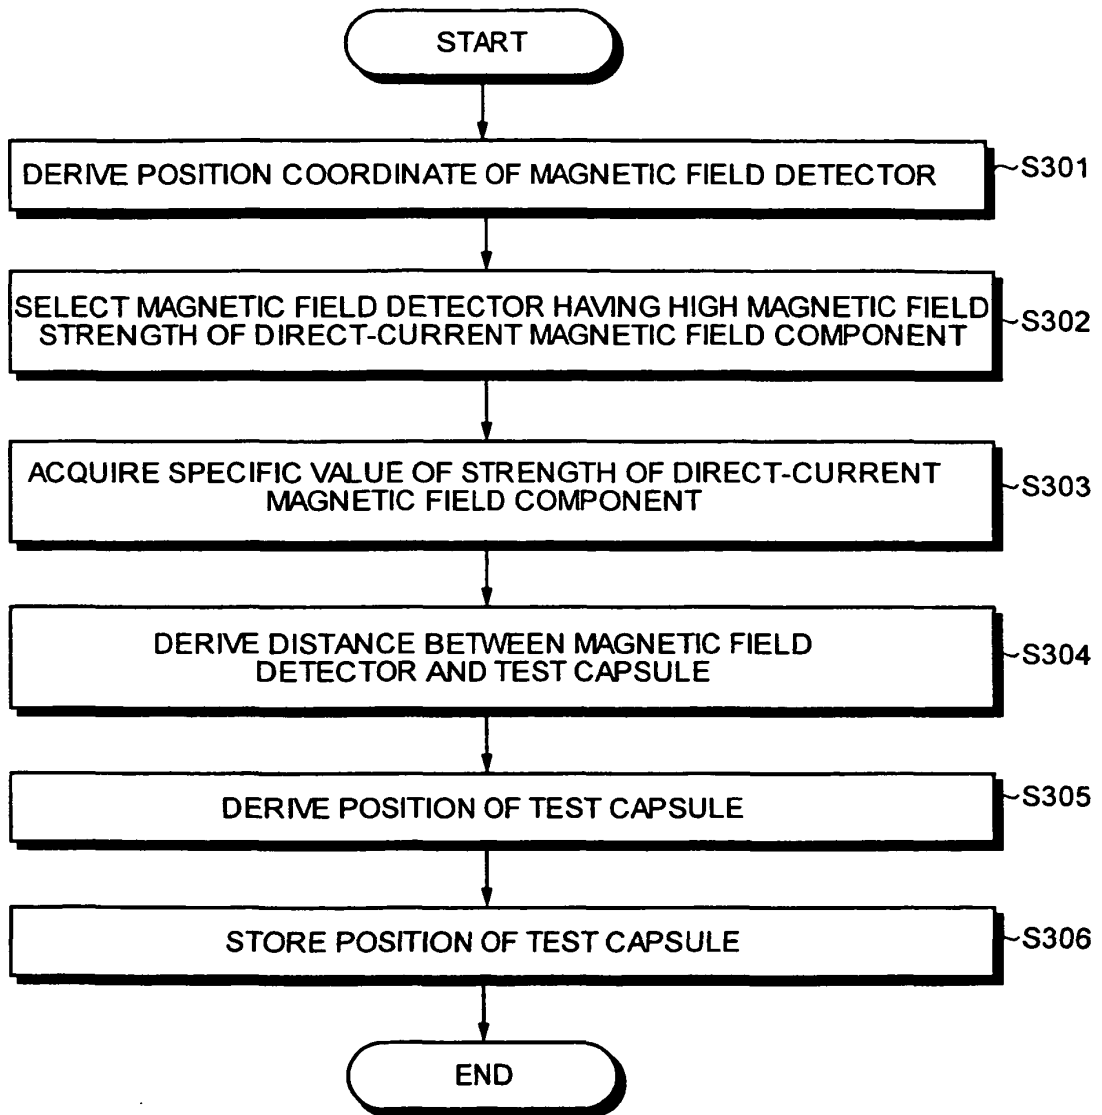 START
DERIVE POSITION COORDINATE OF MAGNETIC FIELD DETECTOR
S301
SELECT MAGNETIC FIELD DETECTOR HAVING HIGH MAGNETIC FIELD
STRENGTH OF DIRECT-CURRENT MAGNETIC FIELD COMPONENT
S302
ACQUIRE SPECIFIC VALUE OF STRENGTH OF DIRECT-CURRENT
MAGNETIC FIELD COMPONENT
S303
DERIVE DISTANCE BETWEEN MAGNETIC FIELD
DETECTOR AND TEST CAPSULE
S304
DERIVE POSITION OF TEST CAPSULE
S305
STORE POSITION OF TEST CAPSULE
S306
END